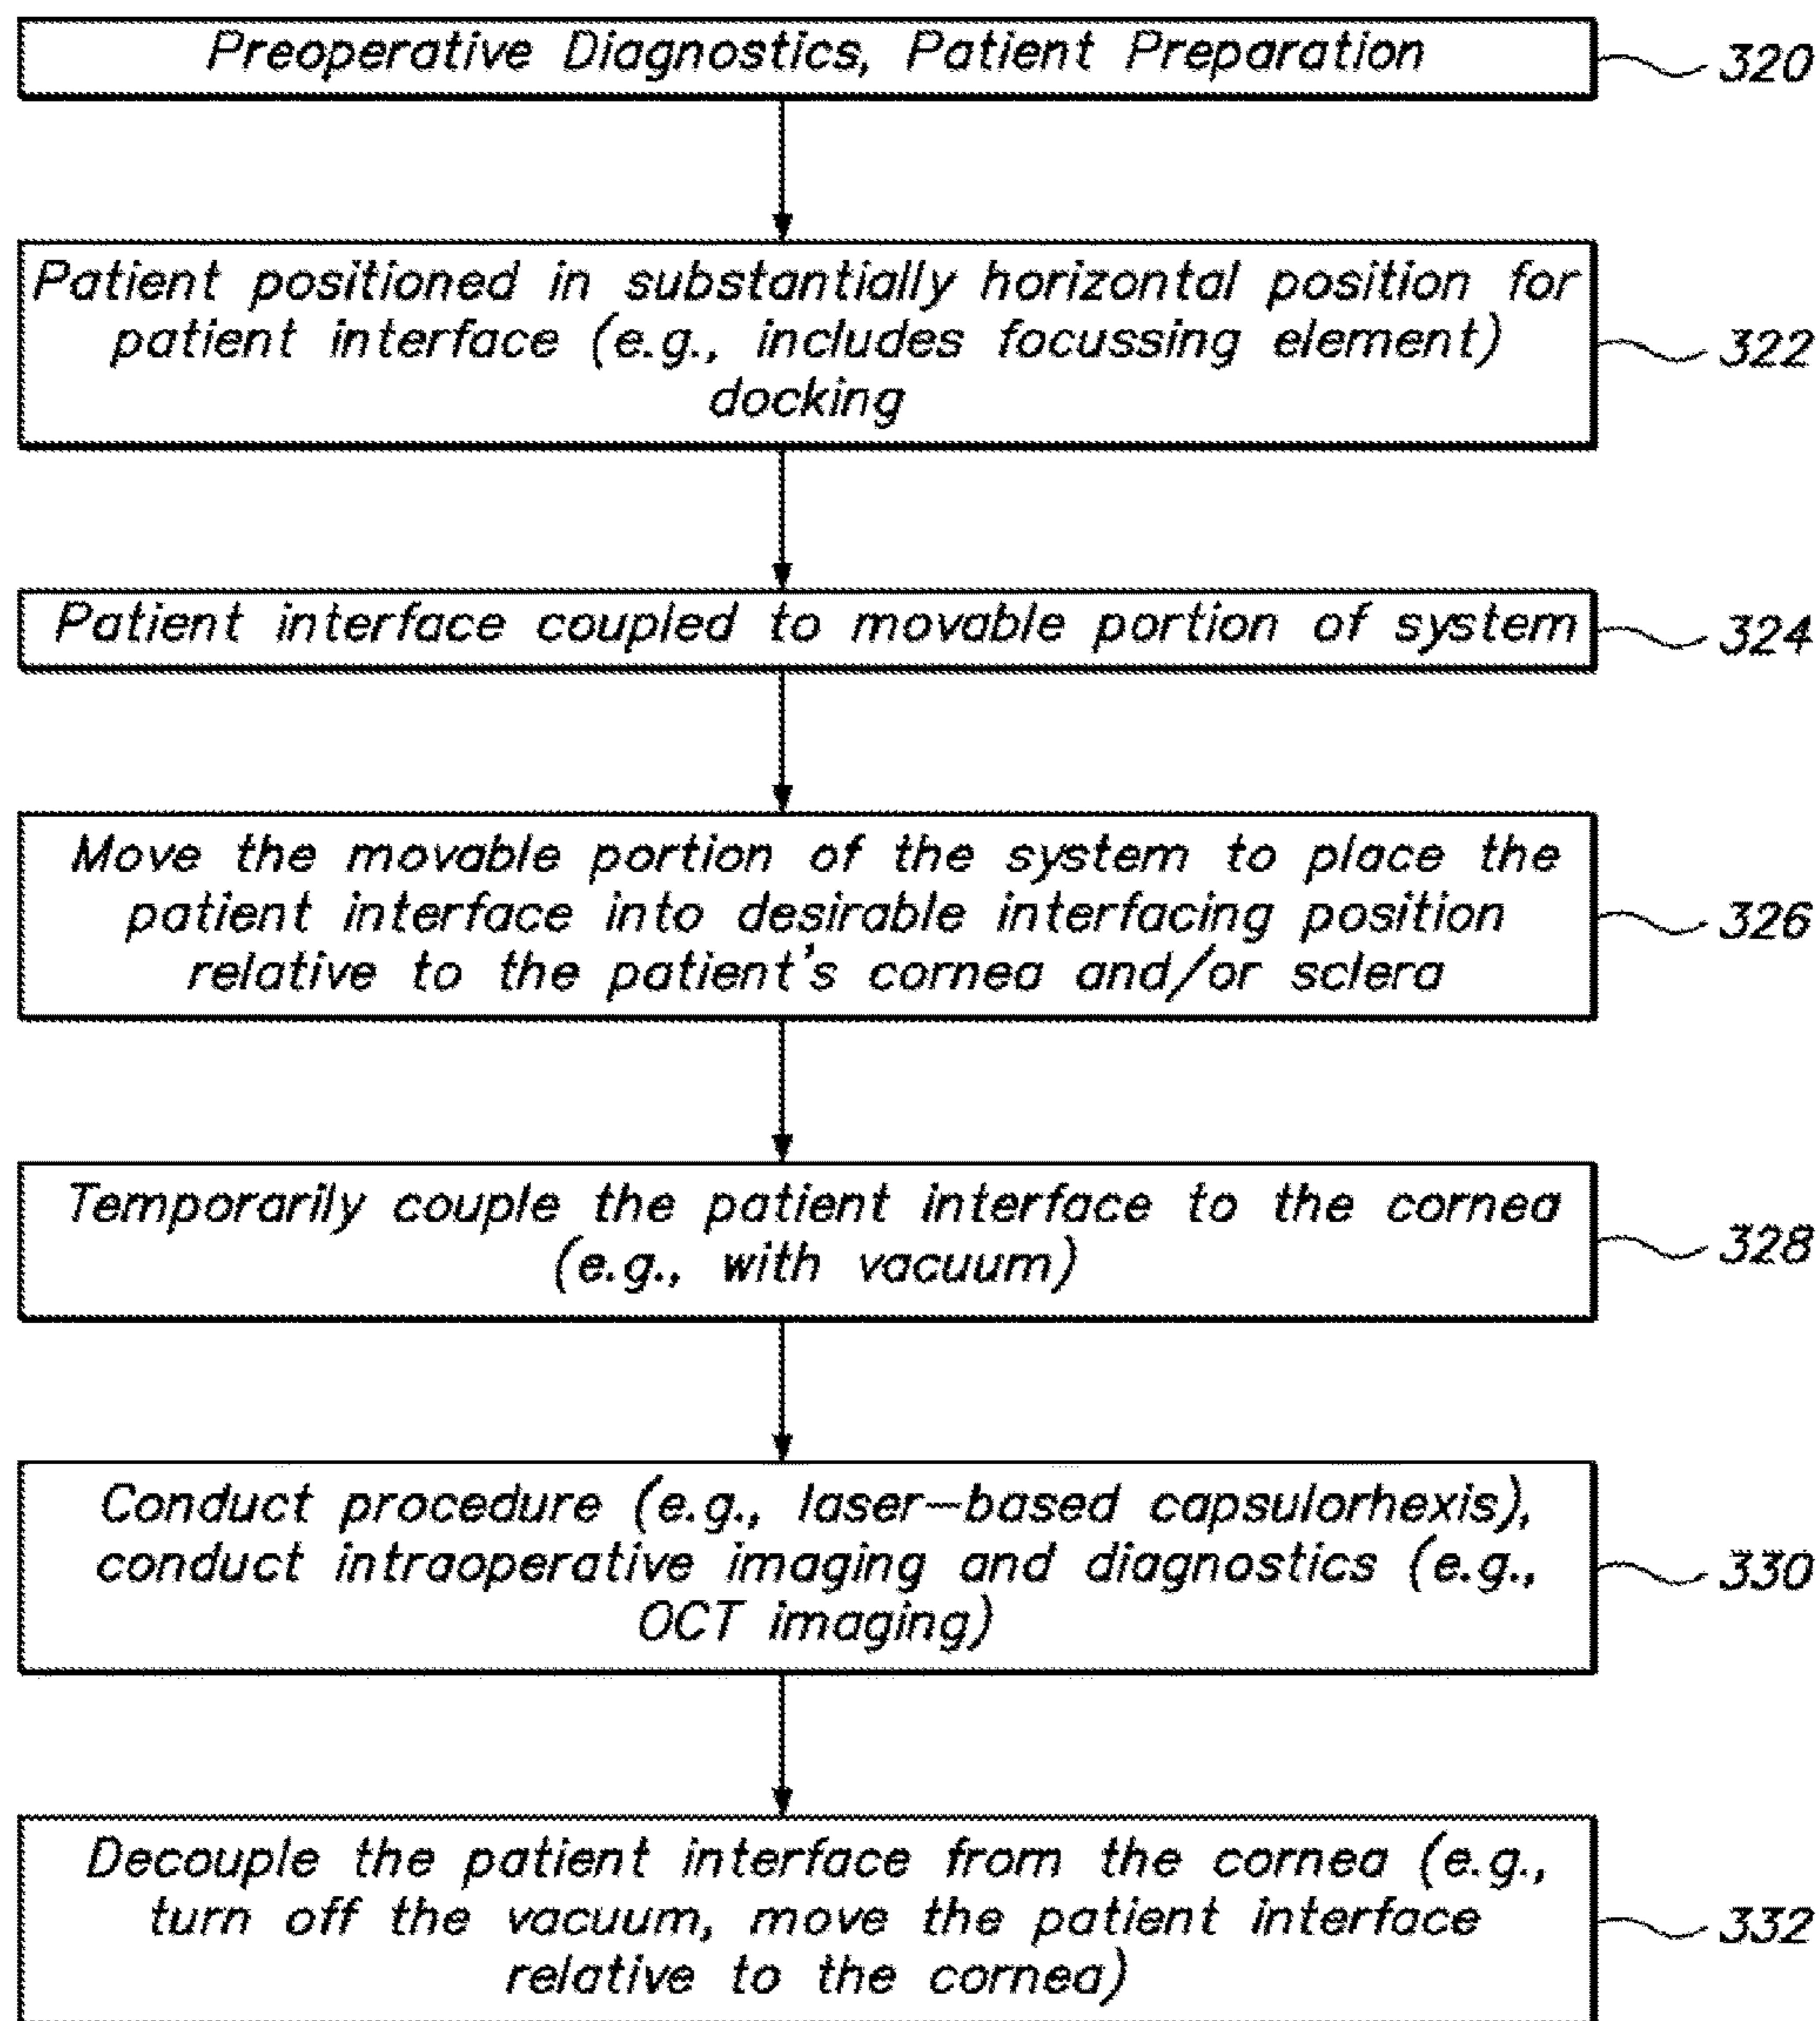 Preoperative Diagnostics, Patient Preparation
320
Patient positioned in substantially horizontal position for
patient interface (e.g., includes focussing element)
docking
322
Patient interface coupled to movable portion of system
324
Move the movable portion of the system to place the
patient interface into desirable interfacing position
relative to the patient's cornea and/or sclera
326
Temporarily couple the patient interface to the cornea
(e.g., with vacuum)
328
Conduct procedure (e.g., laser–based capsulorhexis),
conduct intraoperative imaging and diagnostics (e.g.,
OCT imaging)
330
Decouple the patient interface from the cornea (e.g.,
turn off the vacuum, move the patient interface
relative to the cornea)
332